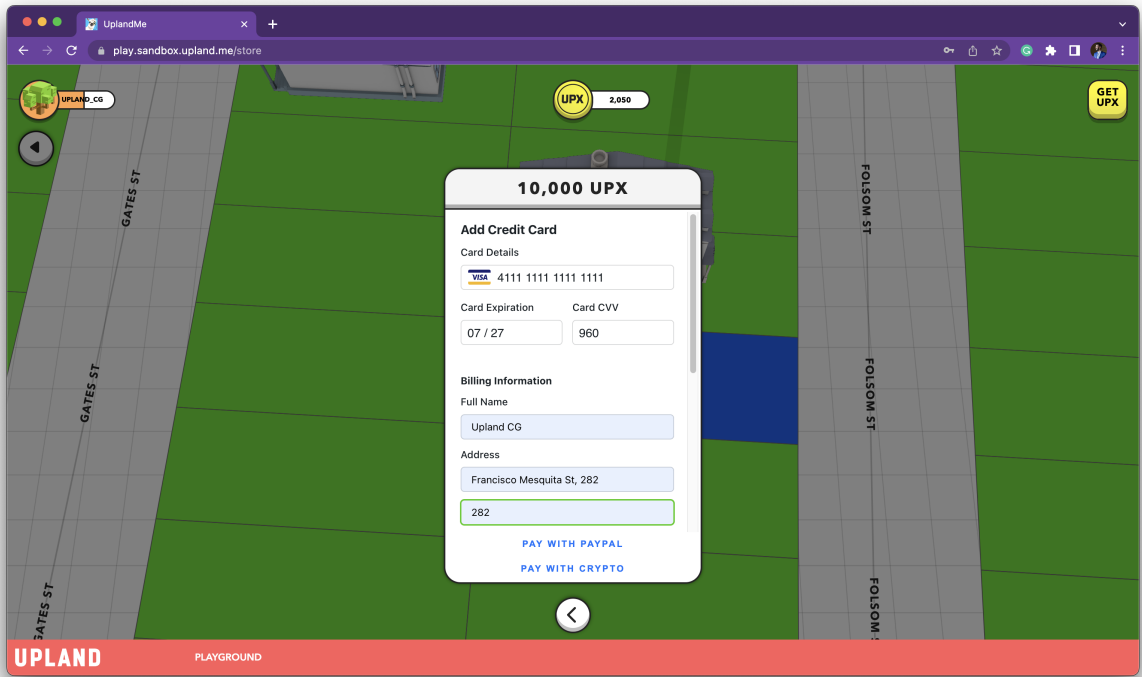 UplandMe
play.sandbox.upland.me/store
UPLAND_CG
UPX
2,050
GET
UPX
GATES ST
FOLSOM ST
10,000 UPX
Add Credit Card
Card Details
VISA 4111 1111 1111 1111
Card Expiration Card CVV
07 / 27 960
Billing Information
Full Name
Upland CG
Address
Francisco Mesquita St, 282
282
PAY WITH PAYPAL
PAY WITH CRYPTO
GATES ST
FOLSOM ST
GATES ST
FOLSOM S
UPLAND
PLAYGROUND